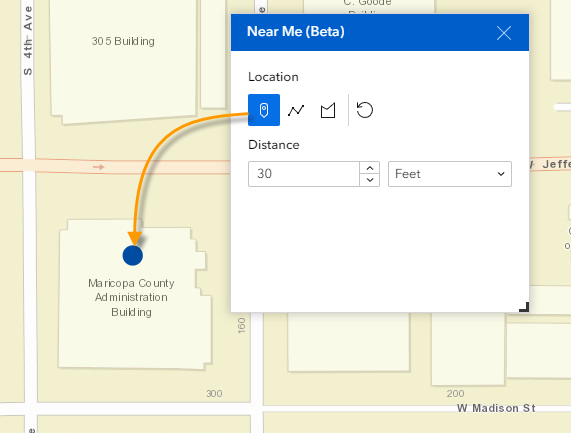 C. Goode
S 4th Ave
305 Building
Near Me (Beta)
Location
Distance
30
Feet
W Jeffe
Maricopa County
Administration
Building
160
300
200
W Madison St